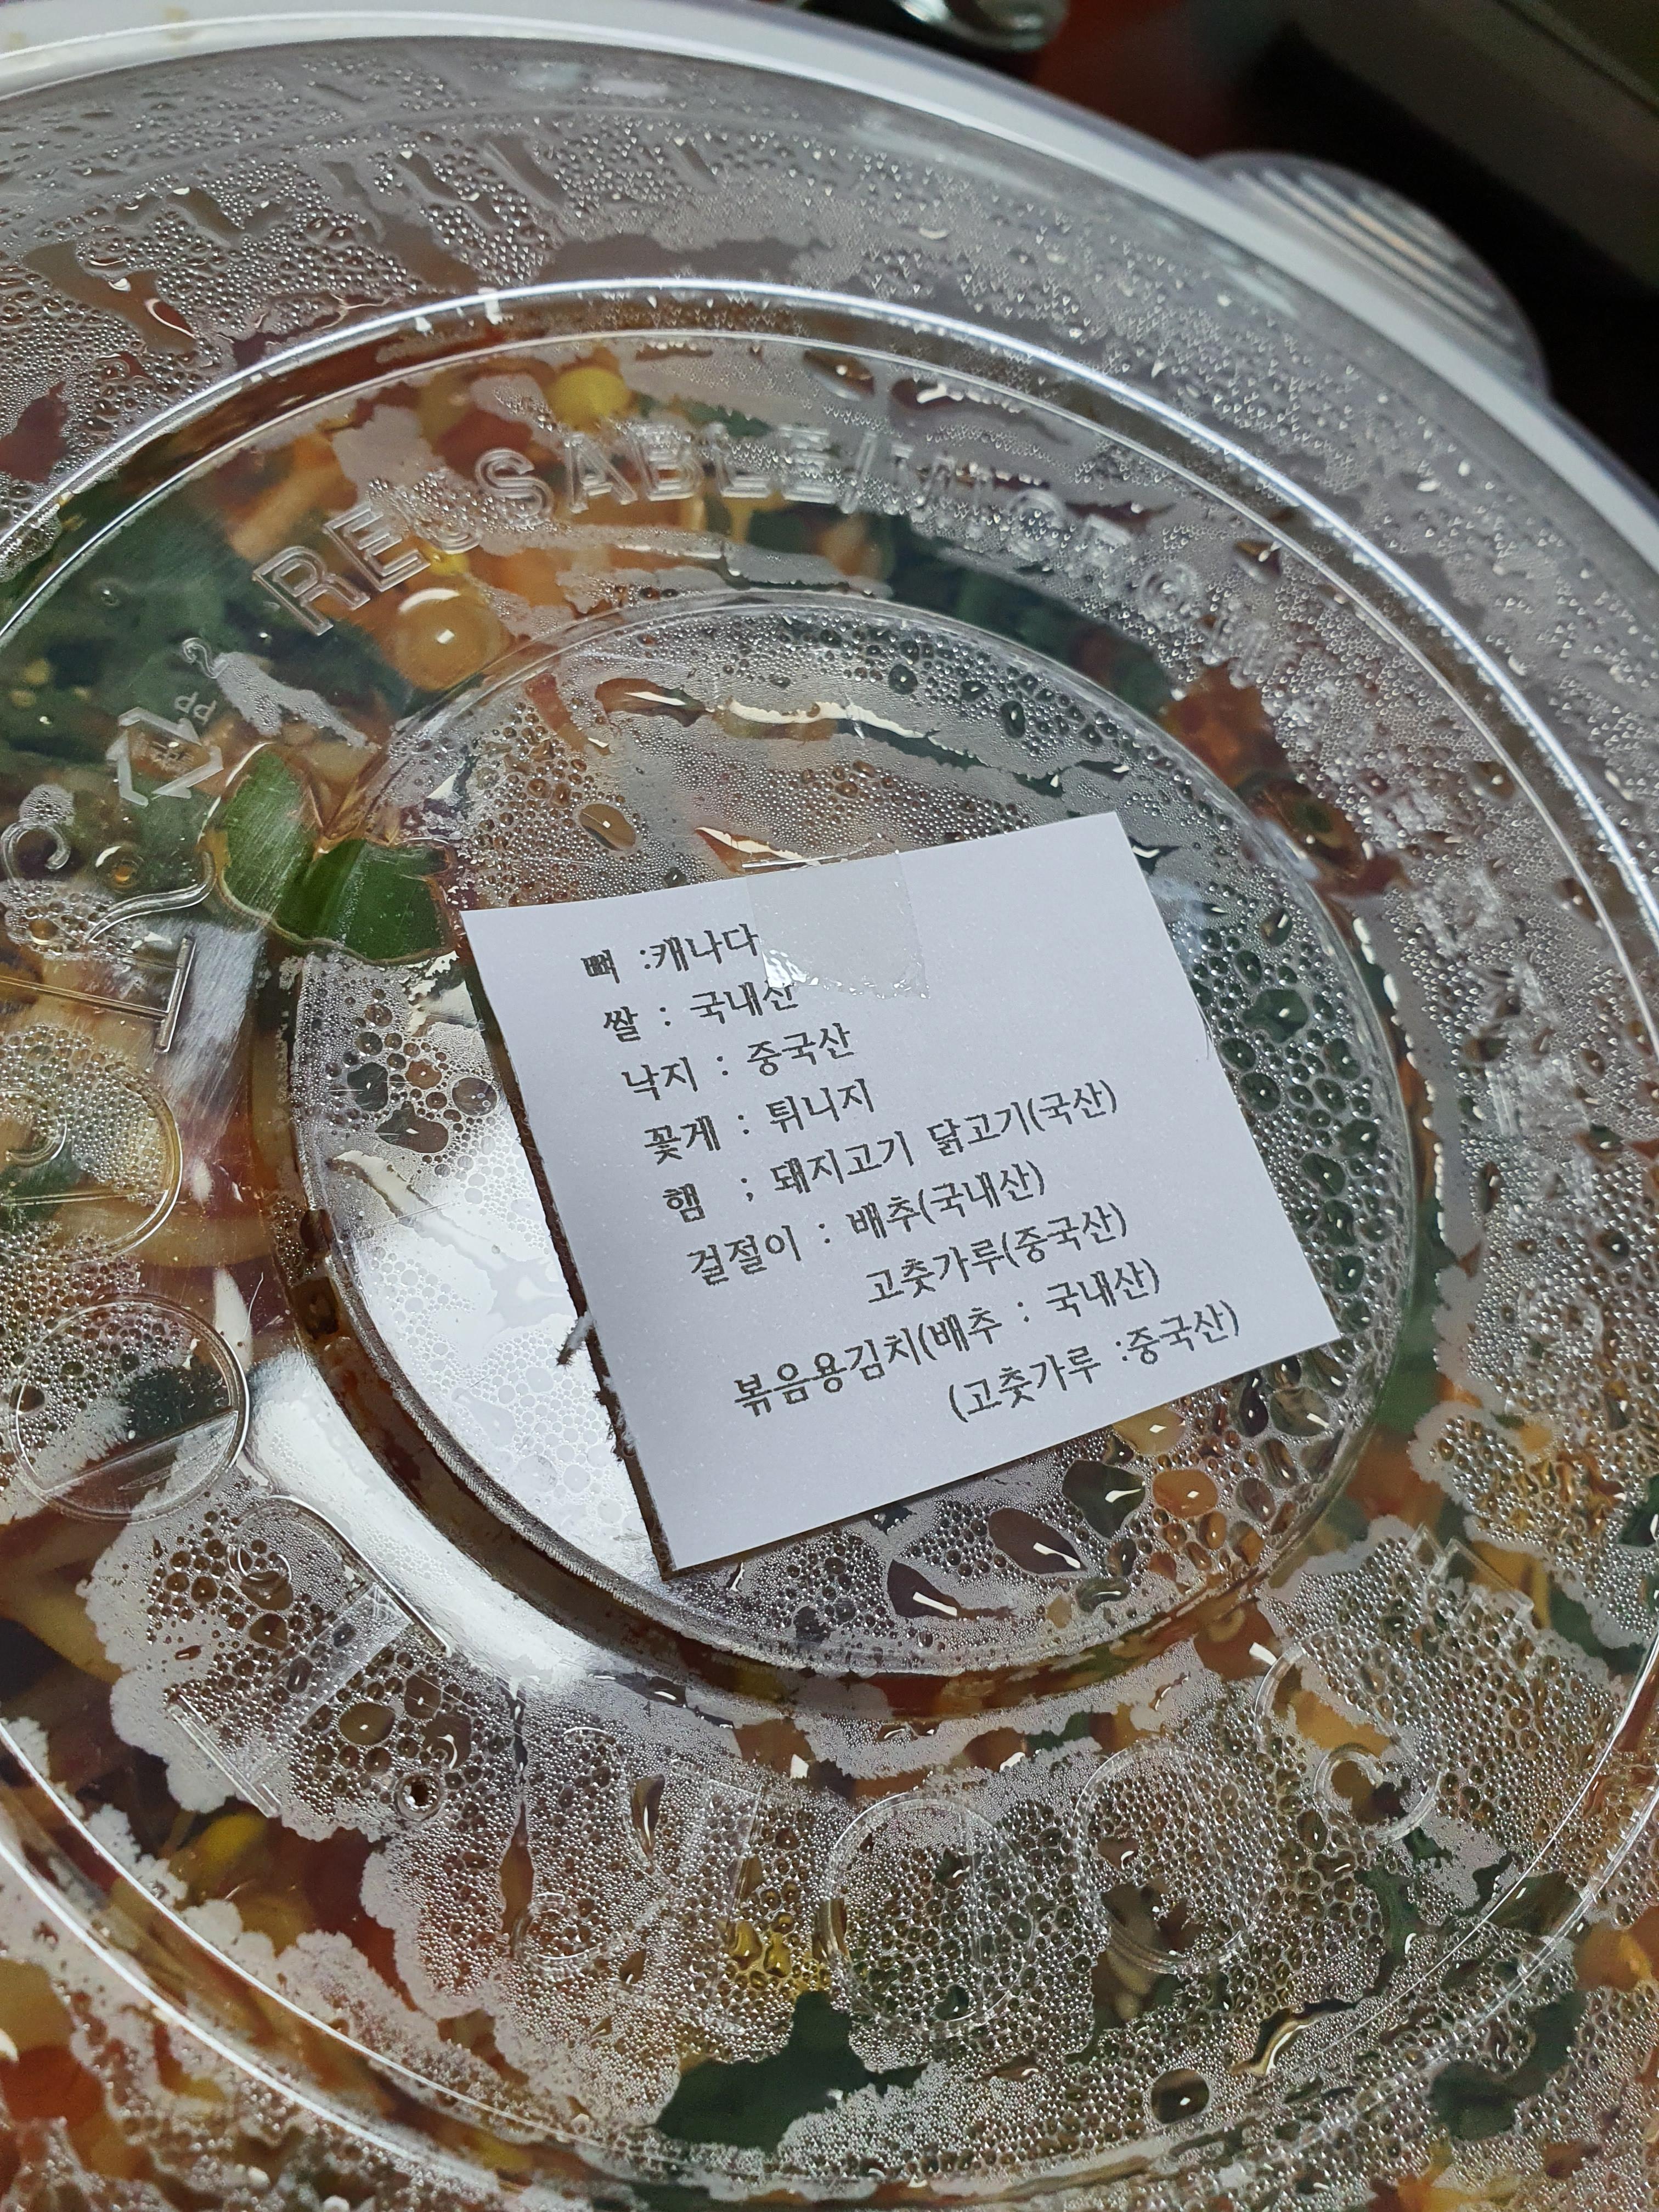 REUSABLE/MICRO
PP
뼈 :캐나다
쌀 : 국내산
낙지 : 중국산
꽃게 : 튀니지
햄 ; 돼지고기 닭고기(국산)
겉절이 : 배추(국내산)
고춧가루(중국산)
볶음용김치(배추 : 국내산)
(고춧가루 :중국산)